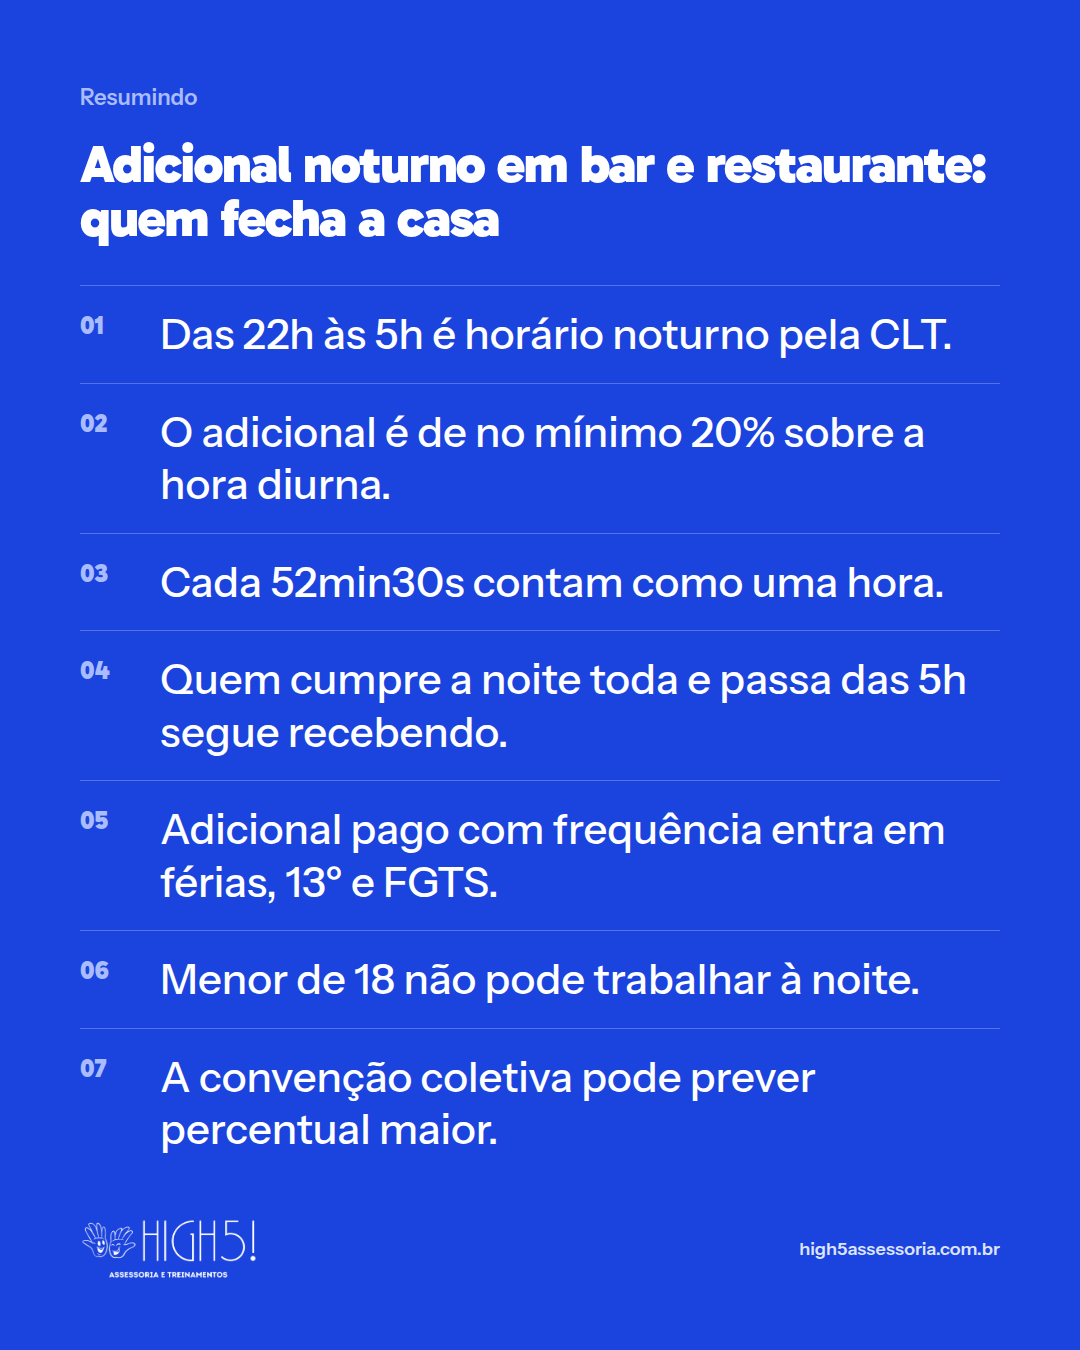 Resumindo
Adicional noturno em bar e restaurante:
quem fecha a casa
01 Das 22h às 5h é horário noturno pela CLT.
02 O adicional é de no mínimo 20% sobre a
hora diurna.
03 Cada 52min30s contam como uma hora.
04 Quem cumpre a noite toda e passa das 5h
segue recebendo.
05 Adicional pago com frequência entra em
férias, 13º e FGTS.
06 Menor de 18 não pode trabalhar à noite.
07 A convenção coletiva pode prever
percentual maior.
HIGH5!
ASSESSORIA E TREINAMENTOS
high5assessoria.com.br